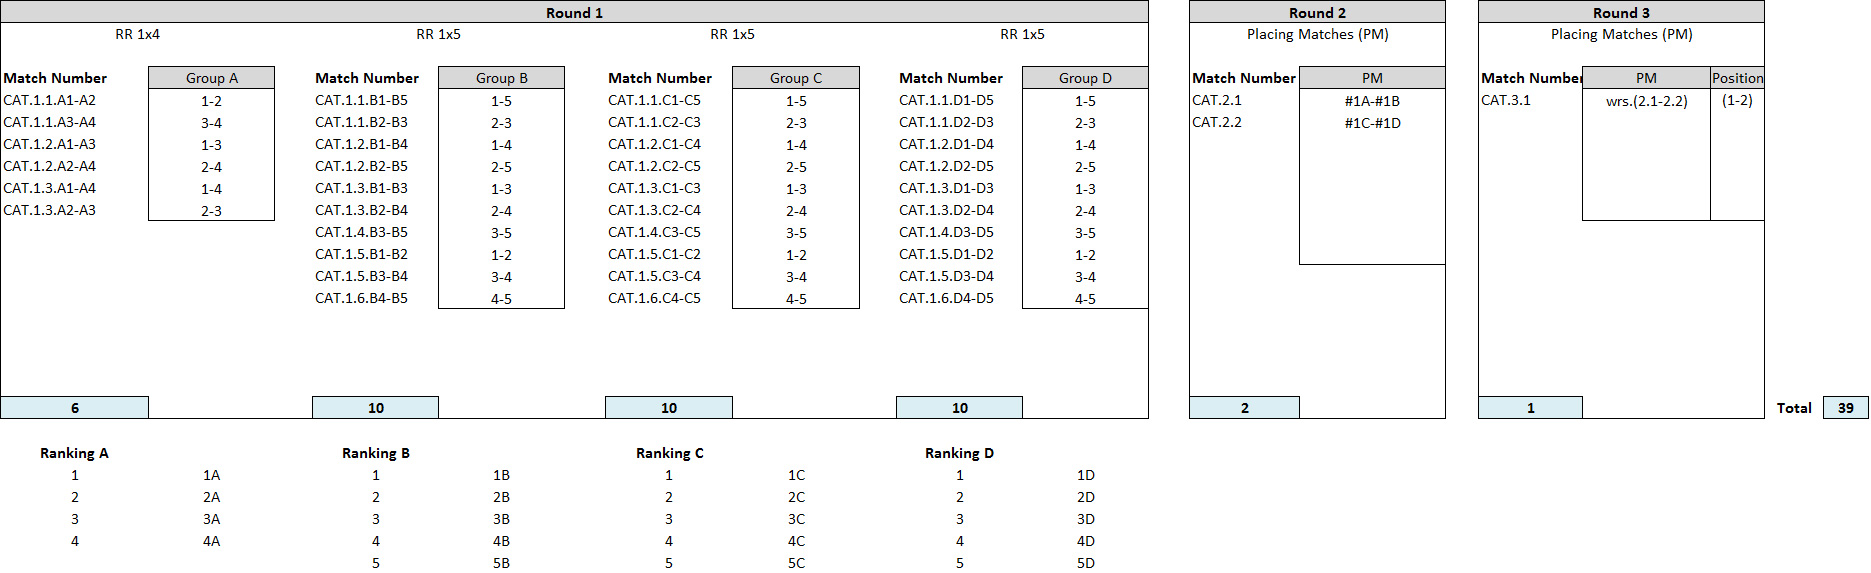 Round 1 Round 2 Round 3
RR 1x4 RR 1x5 RR 1x5 RR 1x5 Placing Matches (PM) Placing Matches (PM)
Match Number Group A Match Number Group B Match Number Group C Match Number Group D Match Number PM Match Number PM Position
CAT.1.1.A1-A2 1-2 CAT.1.1.B1-B5 1-5 CAT.1.1.C1-C5 1-5 CAT.1.1.D1-D5 1-5 CAT.2.1 #1A-#1B CAT.3.1 wrs.(2.1-2.2) (1-2)
CAT.1.1.A3-A4 3-4 CAT.1.1.B2-B3 2-3 CAT.1.1.C2-C3 2-3 CAT.1.1.D2-D3 2-3 CAT.2.2 #1C-#1D
CAT.1.2.A1-A3 1-3 CAT.1.2.B1-B4 1-4 CAT.1.2.C1-C4 1-4 CAT.1.2.D1-D4 1-4
CAT.1.2.A2-A4 2-4 CAT.1.2.B2-B5 2-5 CAT.1.2.C2-C5 2-5 CAT.1.2.D2-D5 2-5
CAT.1.3.A1-A4 1-4 CAT.1.3.B1-B3 1-3 CAT.1.3.C1-C3 1-3 CAT.1.3.D1-D3 1-3
CAT.1.3.A2-A3 2-3 CAT.1.3.B2-B4 2-4 CAT.1.3.C2-C4 2-4 CAT.1.3.D2-D4 2-4
CAT.1.4.B3-B5 3-5 CAT.1.4.C3-C5 3-5 CAT.1.4.D3-D5 3-5
CAT.1.5.B1-B2 1-2 CAT.1.5.C1-C2 1-2 CAT.1.5.D1-D2 1-2
CAT.1.5.B3-B4 3-4 CAT.1.5.C3-C4 3-4 CAT.1.5.D3-D4 3-4
CAT.1.6.B4-B5 4-5 CAT.1.6.C4-C5 4-5 CAT.1.6.D4-D5 4-5
6 10 10 10 2 1 Total 39
Ranking A Ranking B Ranking C Ranking D
1 1A 1 1B 1 1C 1 1D
2 2A 2 2B 2 2C 2 2D
3 3A 3 3B 3 3C 3 3D
4 4A 4 4B 4 4C 4 4D
5 5B 5 5C 5 5D